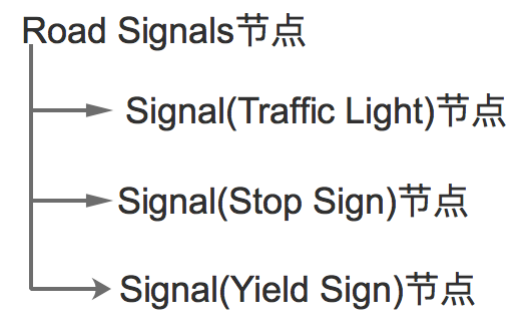 Road Signals节点
Signal(Traffic Light)节点
Signal(Stop Sign)节点
Signal(Yield Sign)节点